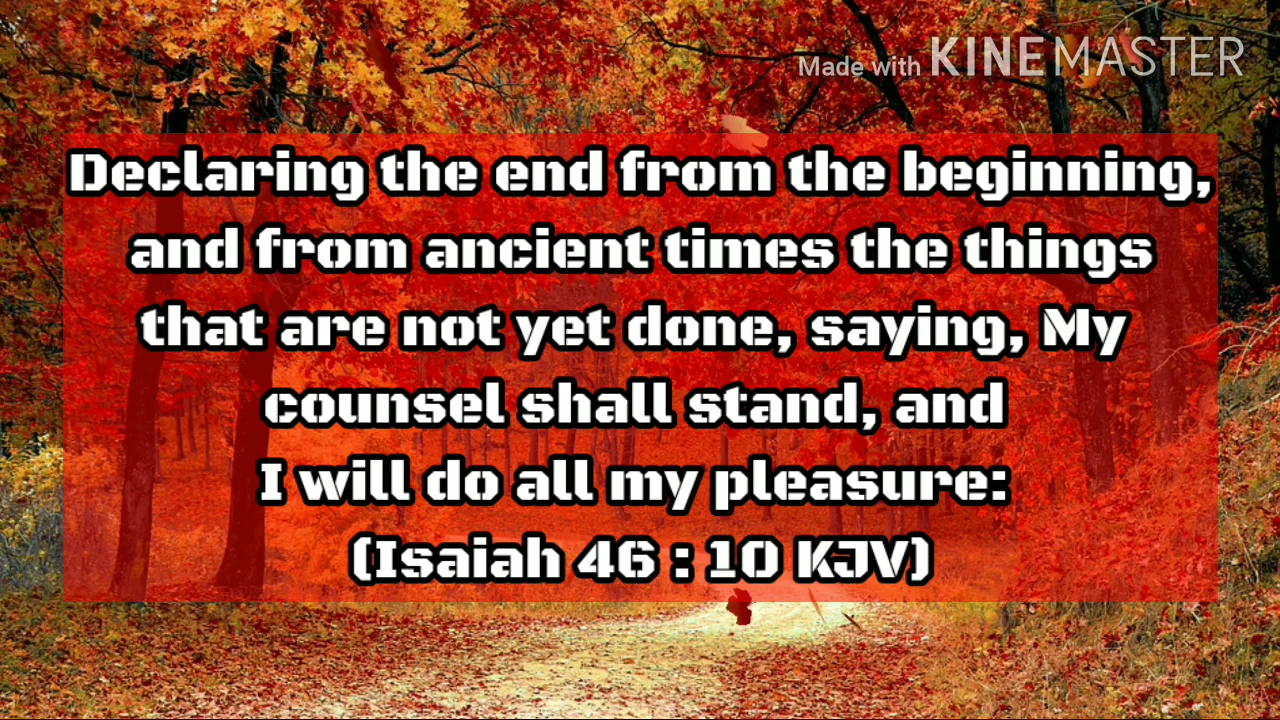 Made with KINEMASTER
Declaring the end from the beginning,
and from ancient times the things
that are not yet done, saying, My
counsel shall stand, and
I will do all my pleasure:
(Isaiah 46 : 10 KJV)